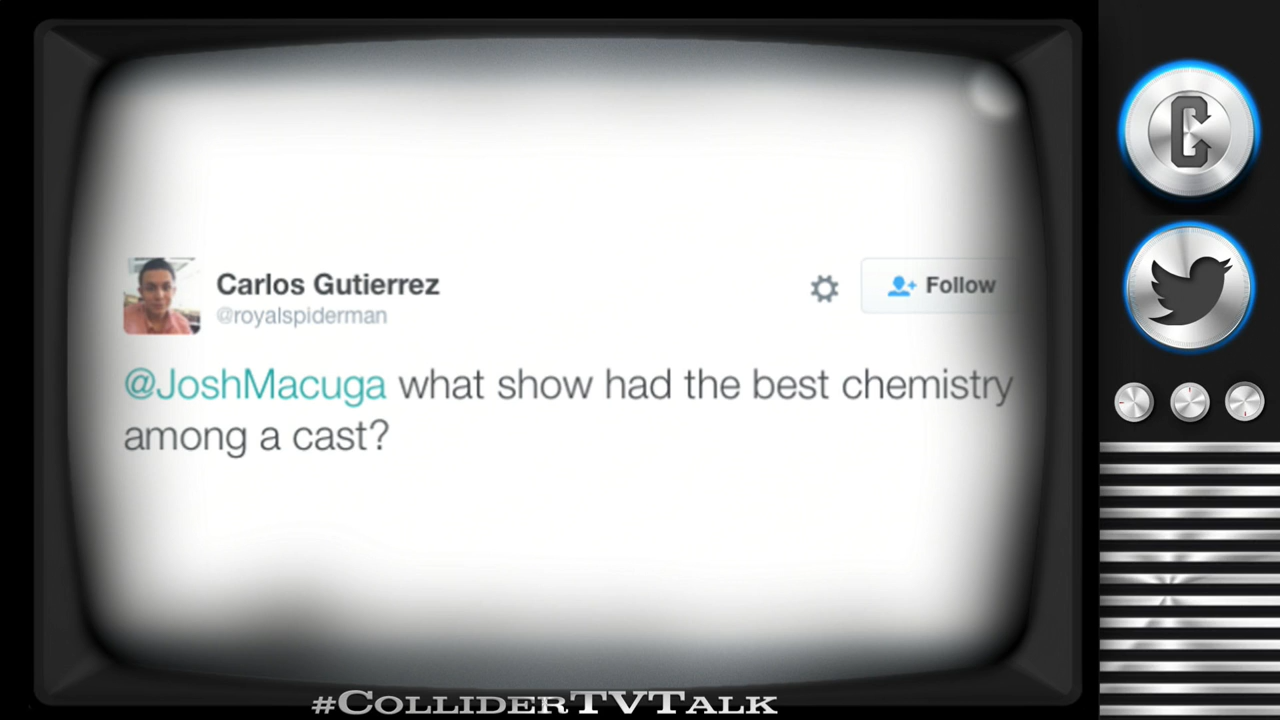 Carlos Gutierrez
@royalspiderman
Follow
@JoshMacuga what show had the best chemistry
among a cast?
#ColliderTVTalk